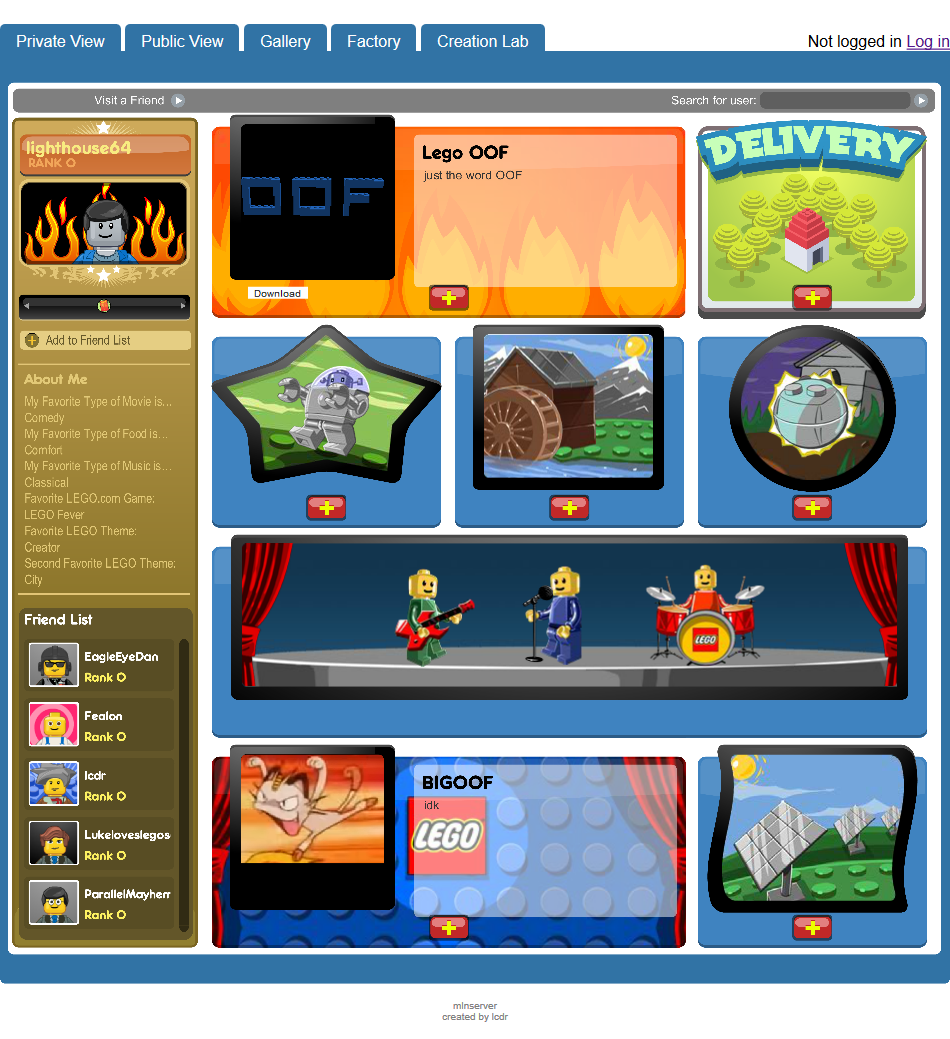 Private View
Public View
Gallery
Factory
Creation Lab
Not logged in Log in
Visit a Friend
Search for user:
lighthouse64
RANK 0
Add to Friend List
About Me
My Favorite Type of Movie is...
Comedy
My Favorite Type of Food is...
Comfort
My Favorite Type of Music is...
Classical
Favorite LEGO.com Game:
LEGO Fever
Favorite LEGO Theme:
Creator
Second Favorite LEGO Theme:
City
Friend List
EagleEyeDan
Rank 0
Fealon
Rank 0
lcdr
Rank 0
Lukeloveslegos
Rank 0
ParallelMayhem
Rank 0
OOF
Download
Lego OOF
just the word OOF
DELIVERY
LEGO
BIGOOF
idk
LEGO
mlnserver
created by lcdr